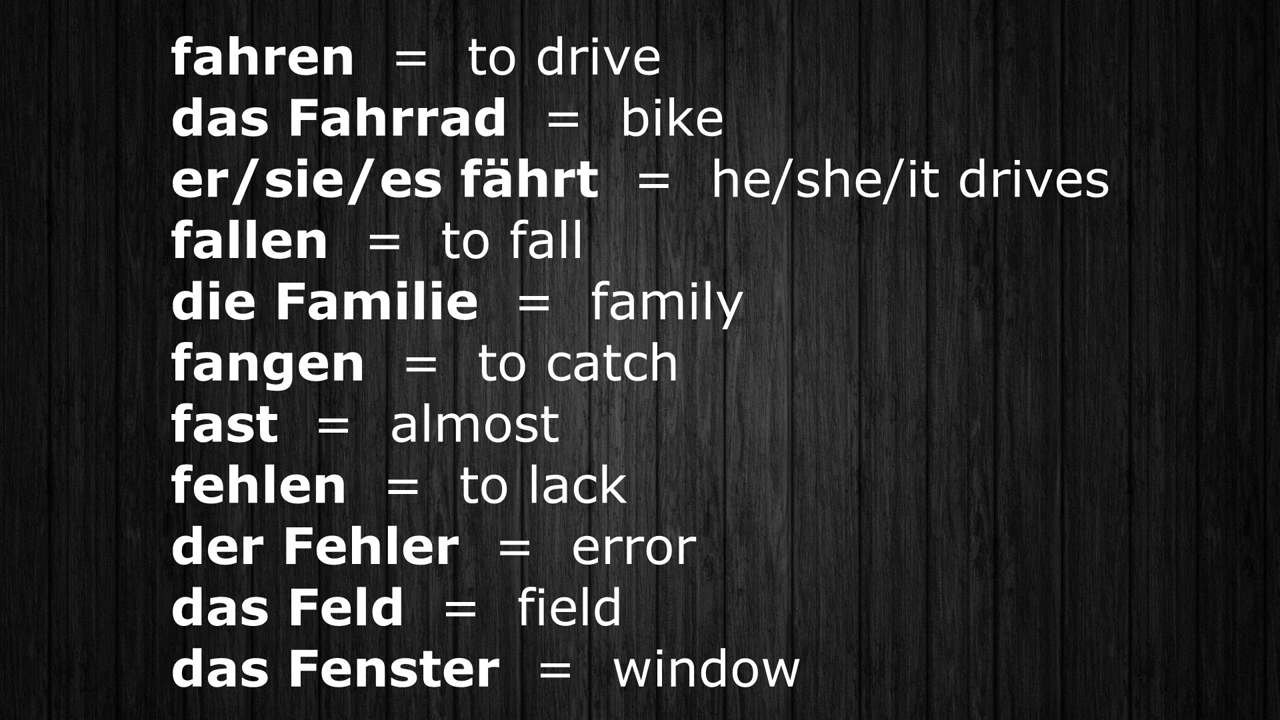 fahren = to drive
das Fahrrad = bike
er/sie/es fährt = he/she/it drives
fallen = to fall
die Familie = family
fangen = to catch
fast = almost
fehlen = to lack
der Fehler = error
das Feld = field
das Fenster = window